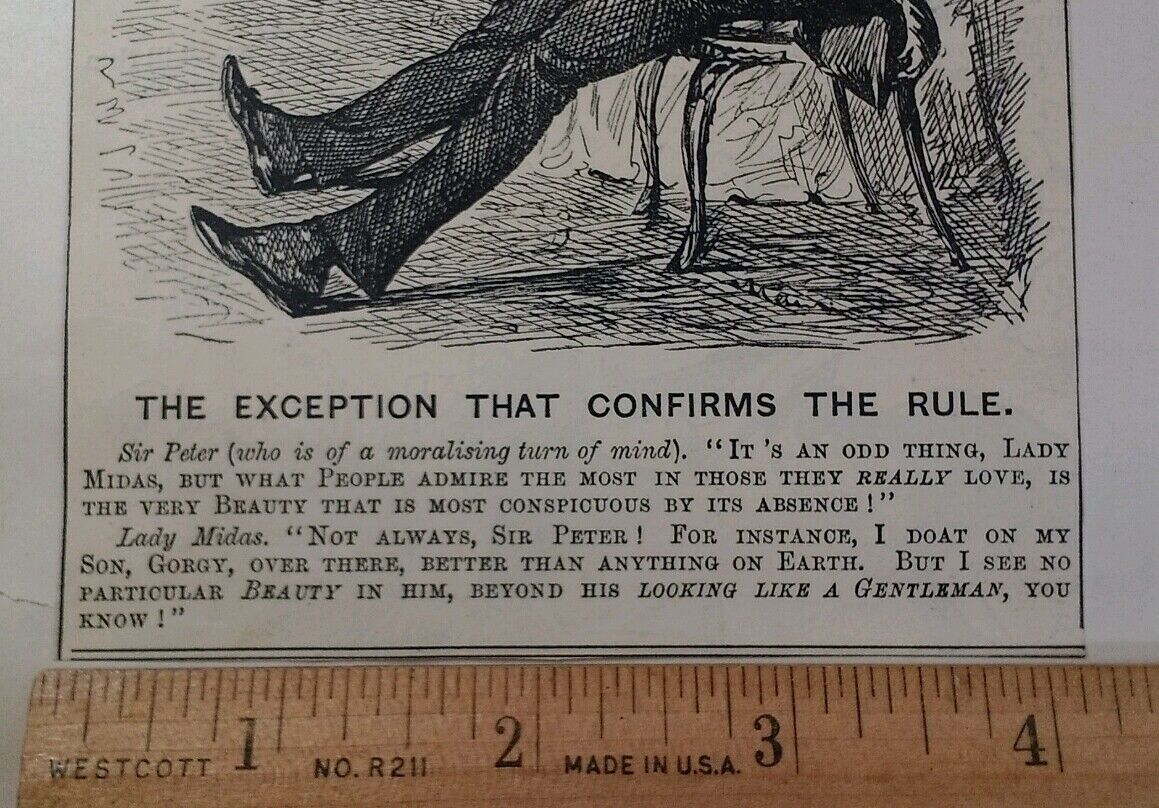 THE EXCEPTION THAT CONFIRMS THE RULE.
Sir Peter (who is of a moralising turn of mind). "IT 'S AN ODD THING, LADY
MIDAS, BUT WHAT PEOPLE ADMIRE THE MOST IN THOSE THEY REALLY LOVE, IS
THE VERY BEAUTY THAT IS MOST CONSPICUOUS BY ITS ABSENCE!"
Lady Midas. "NOT ALWAYS, SIR PETER! FOR INSTANCE, I DOAT ON MY
SON, GORGY, OVER THERE, BETTER THAN ANYTHING ON EARTH. BUT I SEE NO
PARTICULAR BEAUTY IN HIM, BEYOND HIS LOOKING LIKE A GENTLEMAN, YOU
KNOW!"
1 2 3 4
WESTCOTT NO. R211 MADE IN U.S.A.